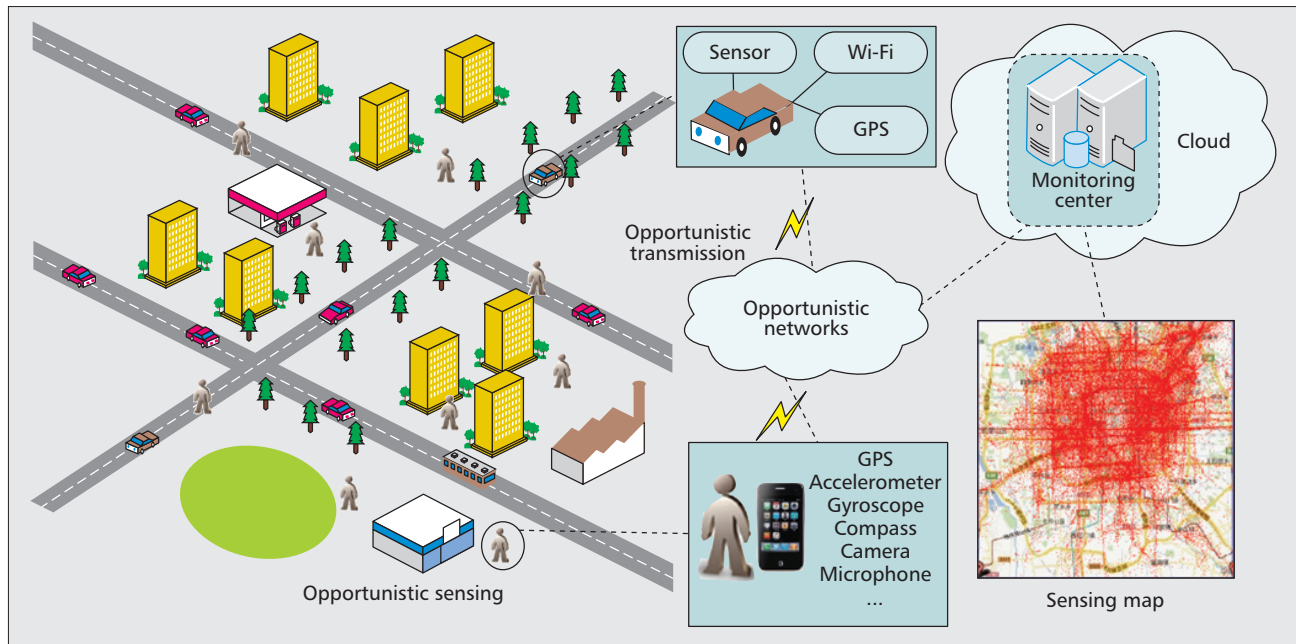 Sensor
Wi-Fi
GPS
Cloud
Monitoring
center
Opportunistic
transmission
Opportunistic
networks
GPS
Accelerometer
Gyroscope
Compass
Camera
Microphone
...
Opportunistic sensing
Sensing map